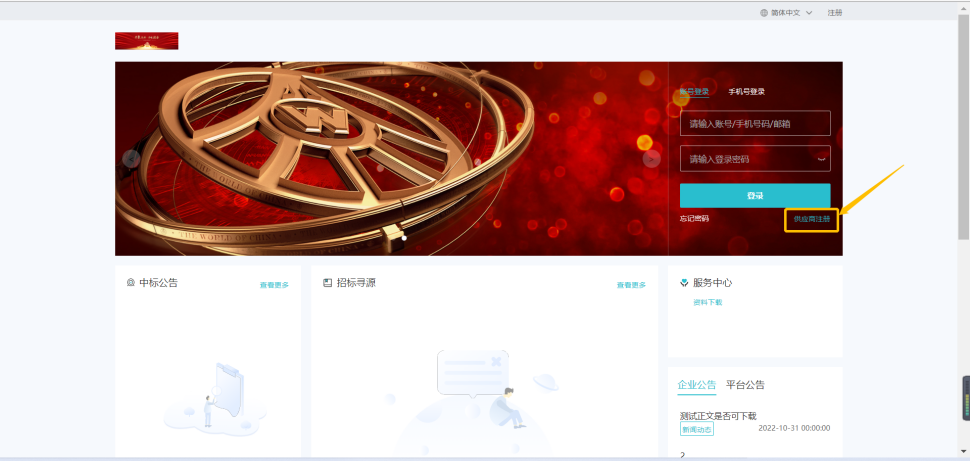 简体中文
注册
账号登录 手机号登录
请输入账号/手机号码/邮箱
请输入登录密码
登录
忘记密码 供应商注册
中标公告 查看更多
招标寻源 查看更多
服务中心
资料下载
企业公告 平台公告
测试正文是否可下载
新闻动态 2022-10-31 00:00:00